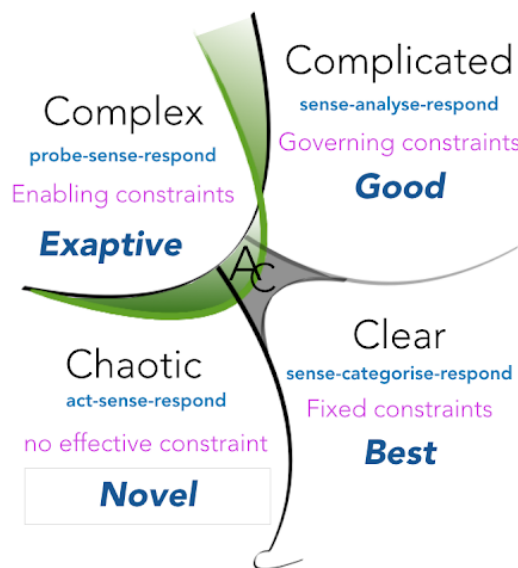 Complex
probe-sense-respond
Enabling constraints
Exaptive
Complicated
sense-analyse-respond
Governing constraints
Good
A
C
Chaotic
act-sense-respond
no effective constraint
Novel
Clear
sense-categorise-respond
Fixed constraints
Best